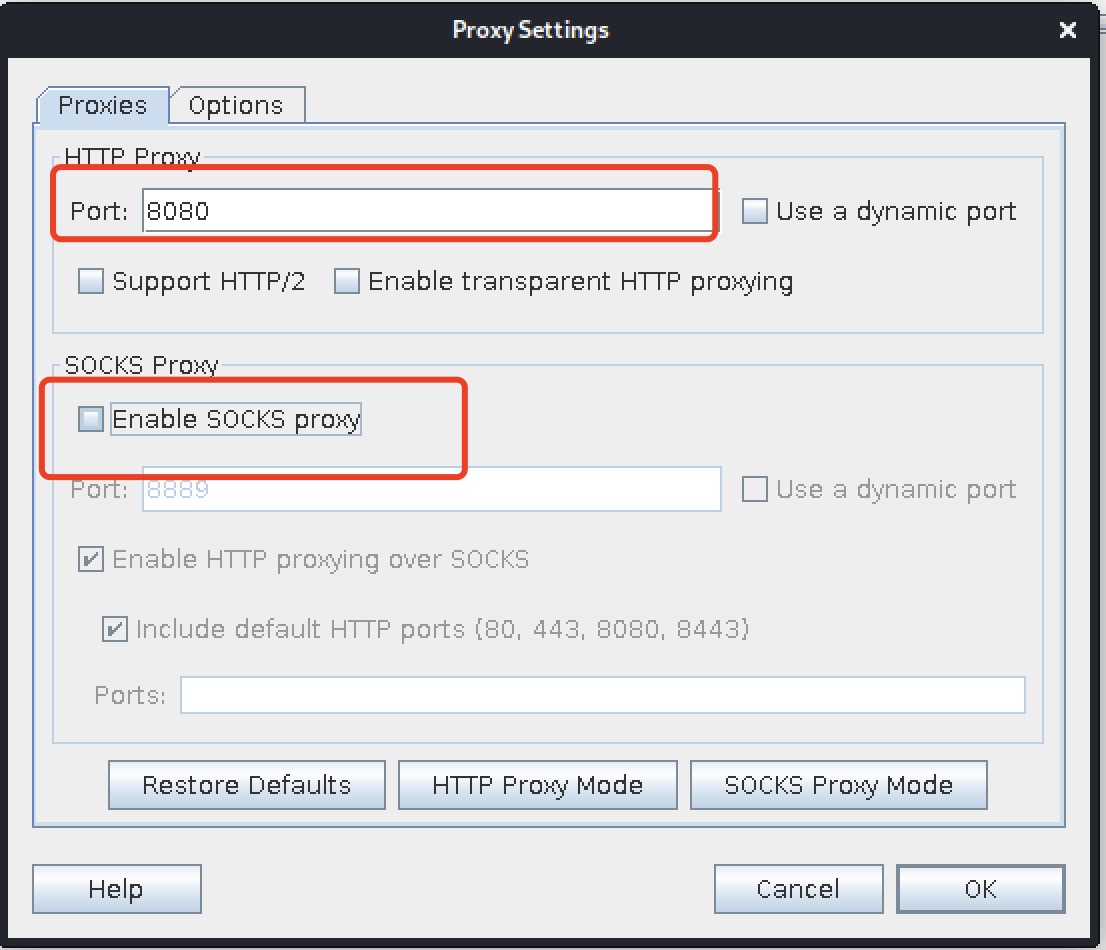 Proxy Settings
Proxies Options
HTTP Proxy
Port: 8080 Use a dynamic port
Support HTTP/2 Enable transparent HTTP proxying
SOCKS Proxy
Enable SOCKS proxy
Port: 8889 Use a dynamic port
Enable HTTP proxying over SOCKS
Include default HTTP ports (80, 443, 8080, 8443)
Ports:
Restore Defaults HTTP Proxy Mode SOCKS Proxy Mode
Help Cancel OK